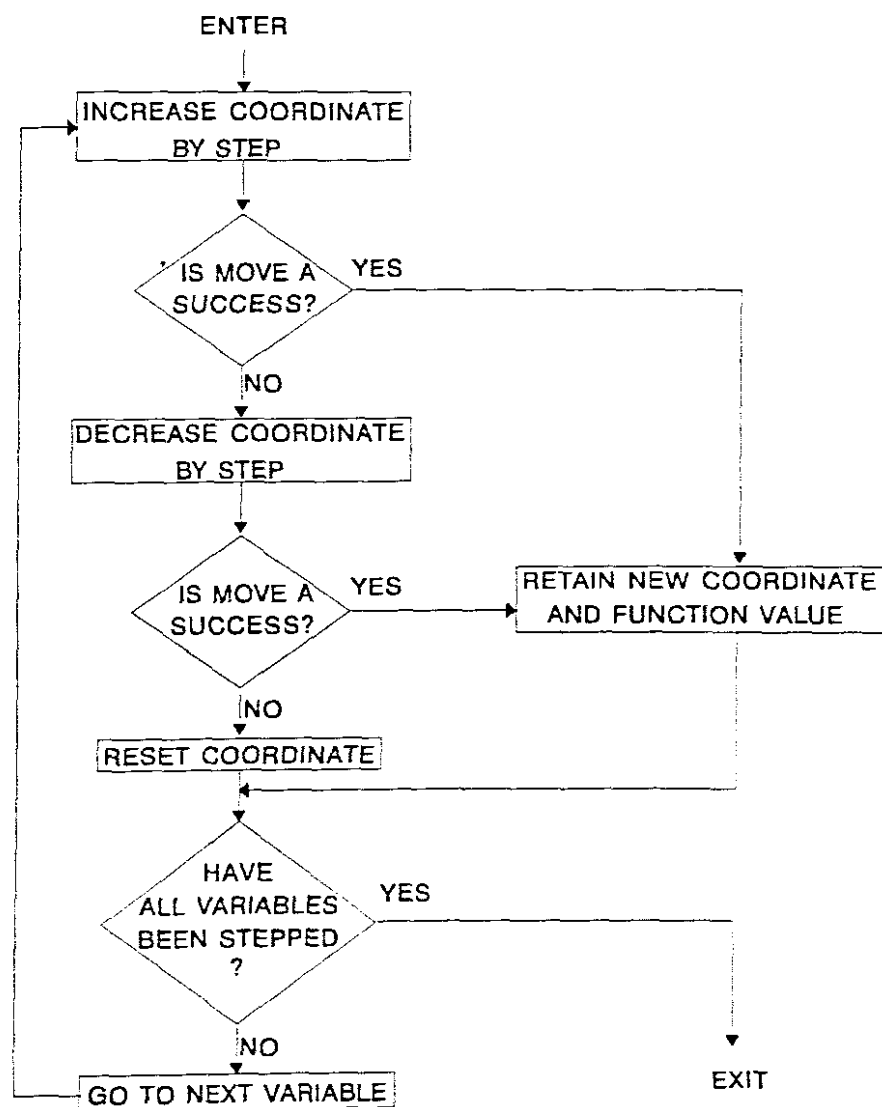 ENTER
INCREASE COORDINATE
BY STEP
IS MOVE A
SUCCESS?
YES
NO
DECREASE COORDINATE
BY STEP
IS MOVE A
SUCCESS?
YES
RETAIN NEW COORDINATE
AND FUNCTION VALUE
NO
RESET COORDINATE
HAVE
ALL VARIABLES
BEEN STEPPED
?
YES
NO
GO TO NEXT VARIABLE
EXIT